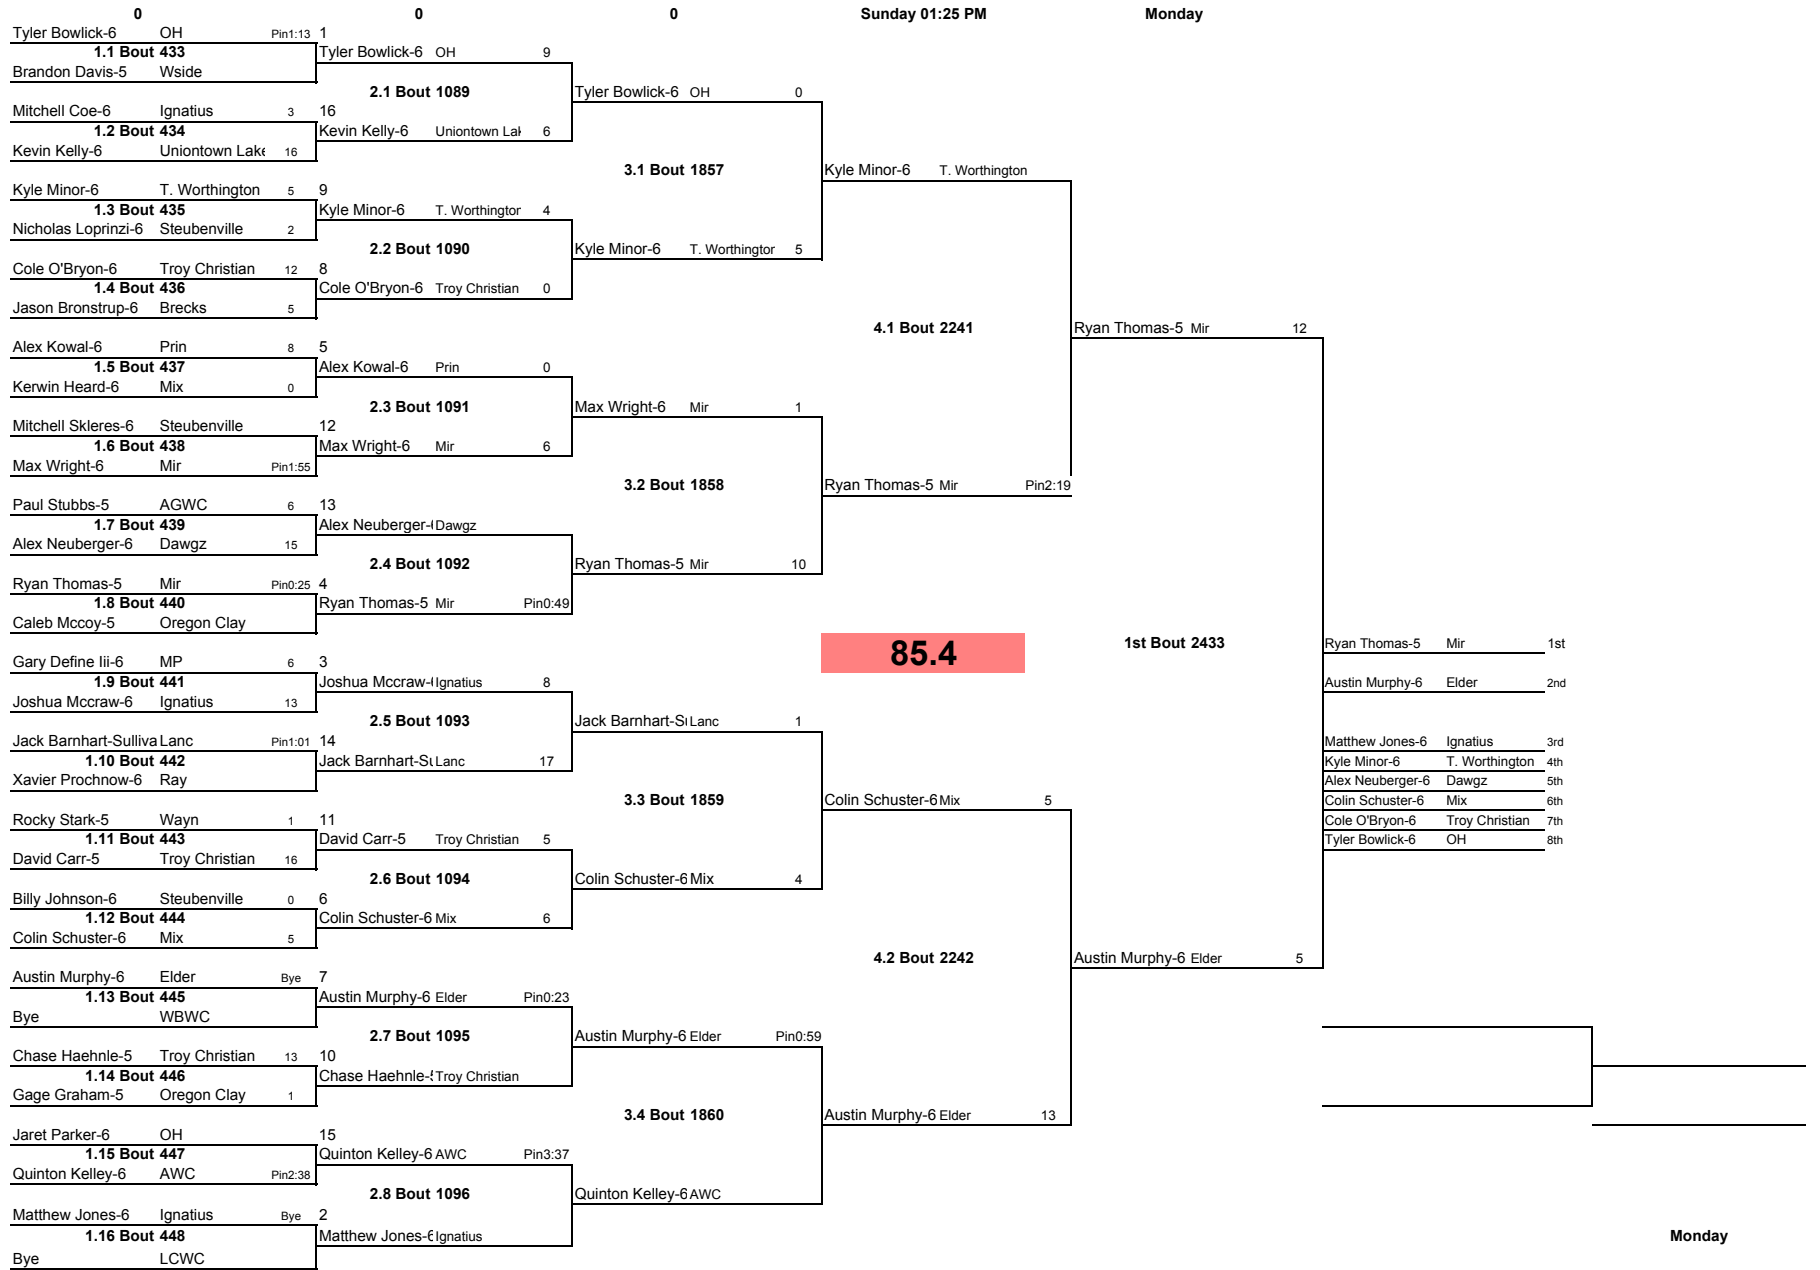 0 0 0 Sunday 01:25 PM Monday
Tyler Bowlick-6 OH Pin1:13 1
1.1 Bout 433 Tyler Bowlick-6 OH 9
Brandon Davis-5 Wside
2.1 Bout 1089 Tyler Bowlick-6 OH 0
Mitchell Coe-6 Ignatius 3 16
1.2 Bout 434 Kevin Kelly-6 Uniontown Lak 6
Kevin Kelly-6 Uniontown Lake 16
3.1 Bout 1857 Kyle Minor-6 T. Worthington
Kyle Minor-6 T. Worthington 5 9
1.3 Bout 435 Kyle Minor-6 T. Worthington 4
Nicholas Loprinzi-6 Steubenville 2
2.2 Bout 1090 Kyle Minor-6 T. Worthington 5
Cole O'Bryon-6 Troy Christian 12 8
1.4 Bout 436 Cole O'Bryon-6 Troy Christian 0
Jason Bronstrup-6 Brecks 5
4.1 Bout 2241 Ryan Thomas-5 Mir 12
Alex Kowal-6 Prin 8 5
1.5 Bout 437 Alex Kowal-6 Prin 0
Kerwin Heard-6 Mix 0
2.3 Bout 1091 Max Wright-6 Mir 1
Mitchell Skleres-6 Steubenville 12
1.6 Bout 438 Max Wright-6 Mir 6
Max Wright-6 Mir Pin1:55
3.2 Bout 1858 Ryan Thomas-5 Mir Pin2:19
Paul Stubbs-5 AGWC 6 13
1.7 Bout 439 Alex Neuberger-( Dawgz
Alex Neuberger-6 Dawgz 15
2.4 Bout 1092 Ryan Thomas-5 Mir 10
Ryan Thomas-5 Mir Pin0:25 4
1.8 Bout 440 Ryan Thomas-5 Mir Pin0:49
Caleb Mccoy-5 Oregon Clay
85.4 1st Bout 2433 Ryan Thomas-5 Mir 1st
Gary Define Iii-6 MP 6 3
1.9 Bout 441 Joshua Mccraw-( Ignatius 8 Austin Murphy-6 Elder 2nd
Joshua Mccraw-6 Ignatius 13
2.5 Bout 1093 Jack Barnhart-Su Lanc 1
Jack Barnhart-Sulliva Lanc Pin1:01 14 Matthew Jones-6 Ignatius 3rd
1.10 Bout 442 Jack Barnhart-Su Lanc 17 Kyle Minor-6 T. Worthington 4th
Xavier Prochnow-6 Ray Alex Neuberger-6 Dawgz 5th
3.3 Bout 1859 Colin Schuster-6 Mix 5 Colin Schuster-6 Mix 6th
Rocky Stark-5 Wayn 1 11 Cole O'Bryon-6 Troy Christian 7th
1.11 Bout 443 David Carr-5 Troy Christian 5 Tyler Bowlick-6 OH 8th
David Carr-5 Troy Christian 16
2.6 Bout 1094 Colin Schuster-6 Mix 4
Billy Johnson-6 Steubenville 0 6
1.12 Bout 444 Colin Schuster-6 Mix 6
Colin Schuster-6 Mix 5
4.2 Bout 2242 Austin Murphy-6 Elder 5
Austin Murphy-6 Elder Bye 7
1.13 Bout 445 Austin Murphy-6 Elder Pin0:23
Bye WBWC
2.7 Bout 1095 Austin Murphy-6 Elder Pin0:59
Chase Haehnle-5 Troy Christian 13 10
1.14 Bout 446 Chase Haehnle-5 Troy Christian
Gage Graham-5 Oregon Clay 1
3.4 Bout 1860 Austin Murphy-6 Elder 13
Jaret Parker-6 OH 15
1.15 Bout 447 Quinton Kelley-6 AWC Pin3:37
Quinton Kelley-6 AWC Pin2:38
2.8 Bout 1096 Quinton Kelley-6 AWC
Matthew Jones-6 Ignatius Bye 2
1.16 Bout 448 Matthew Jones-6 Ignatius Monday
Bye LCWC